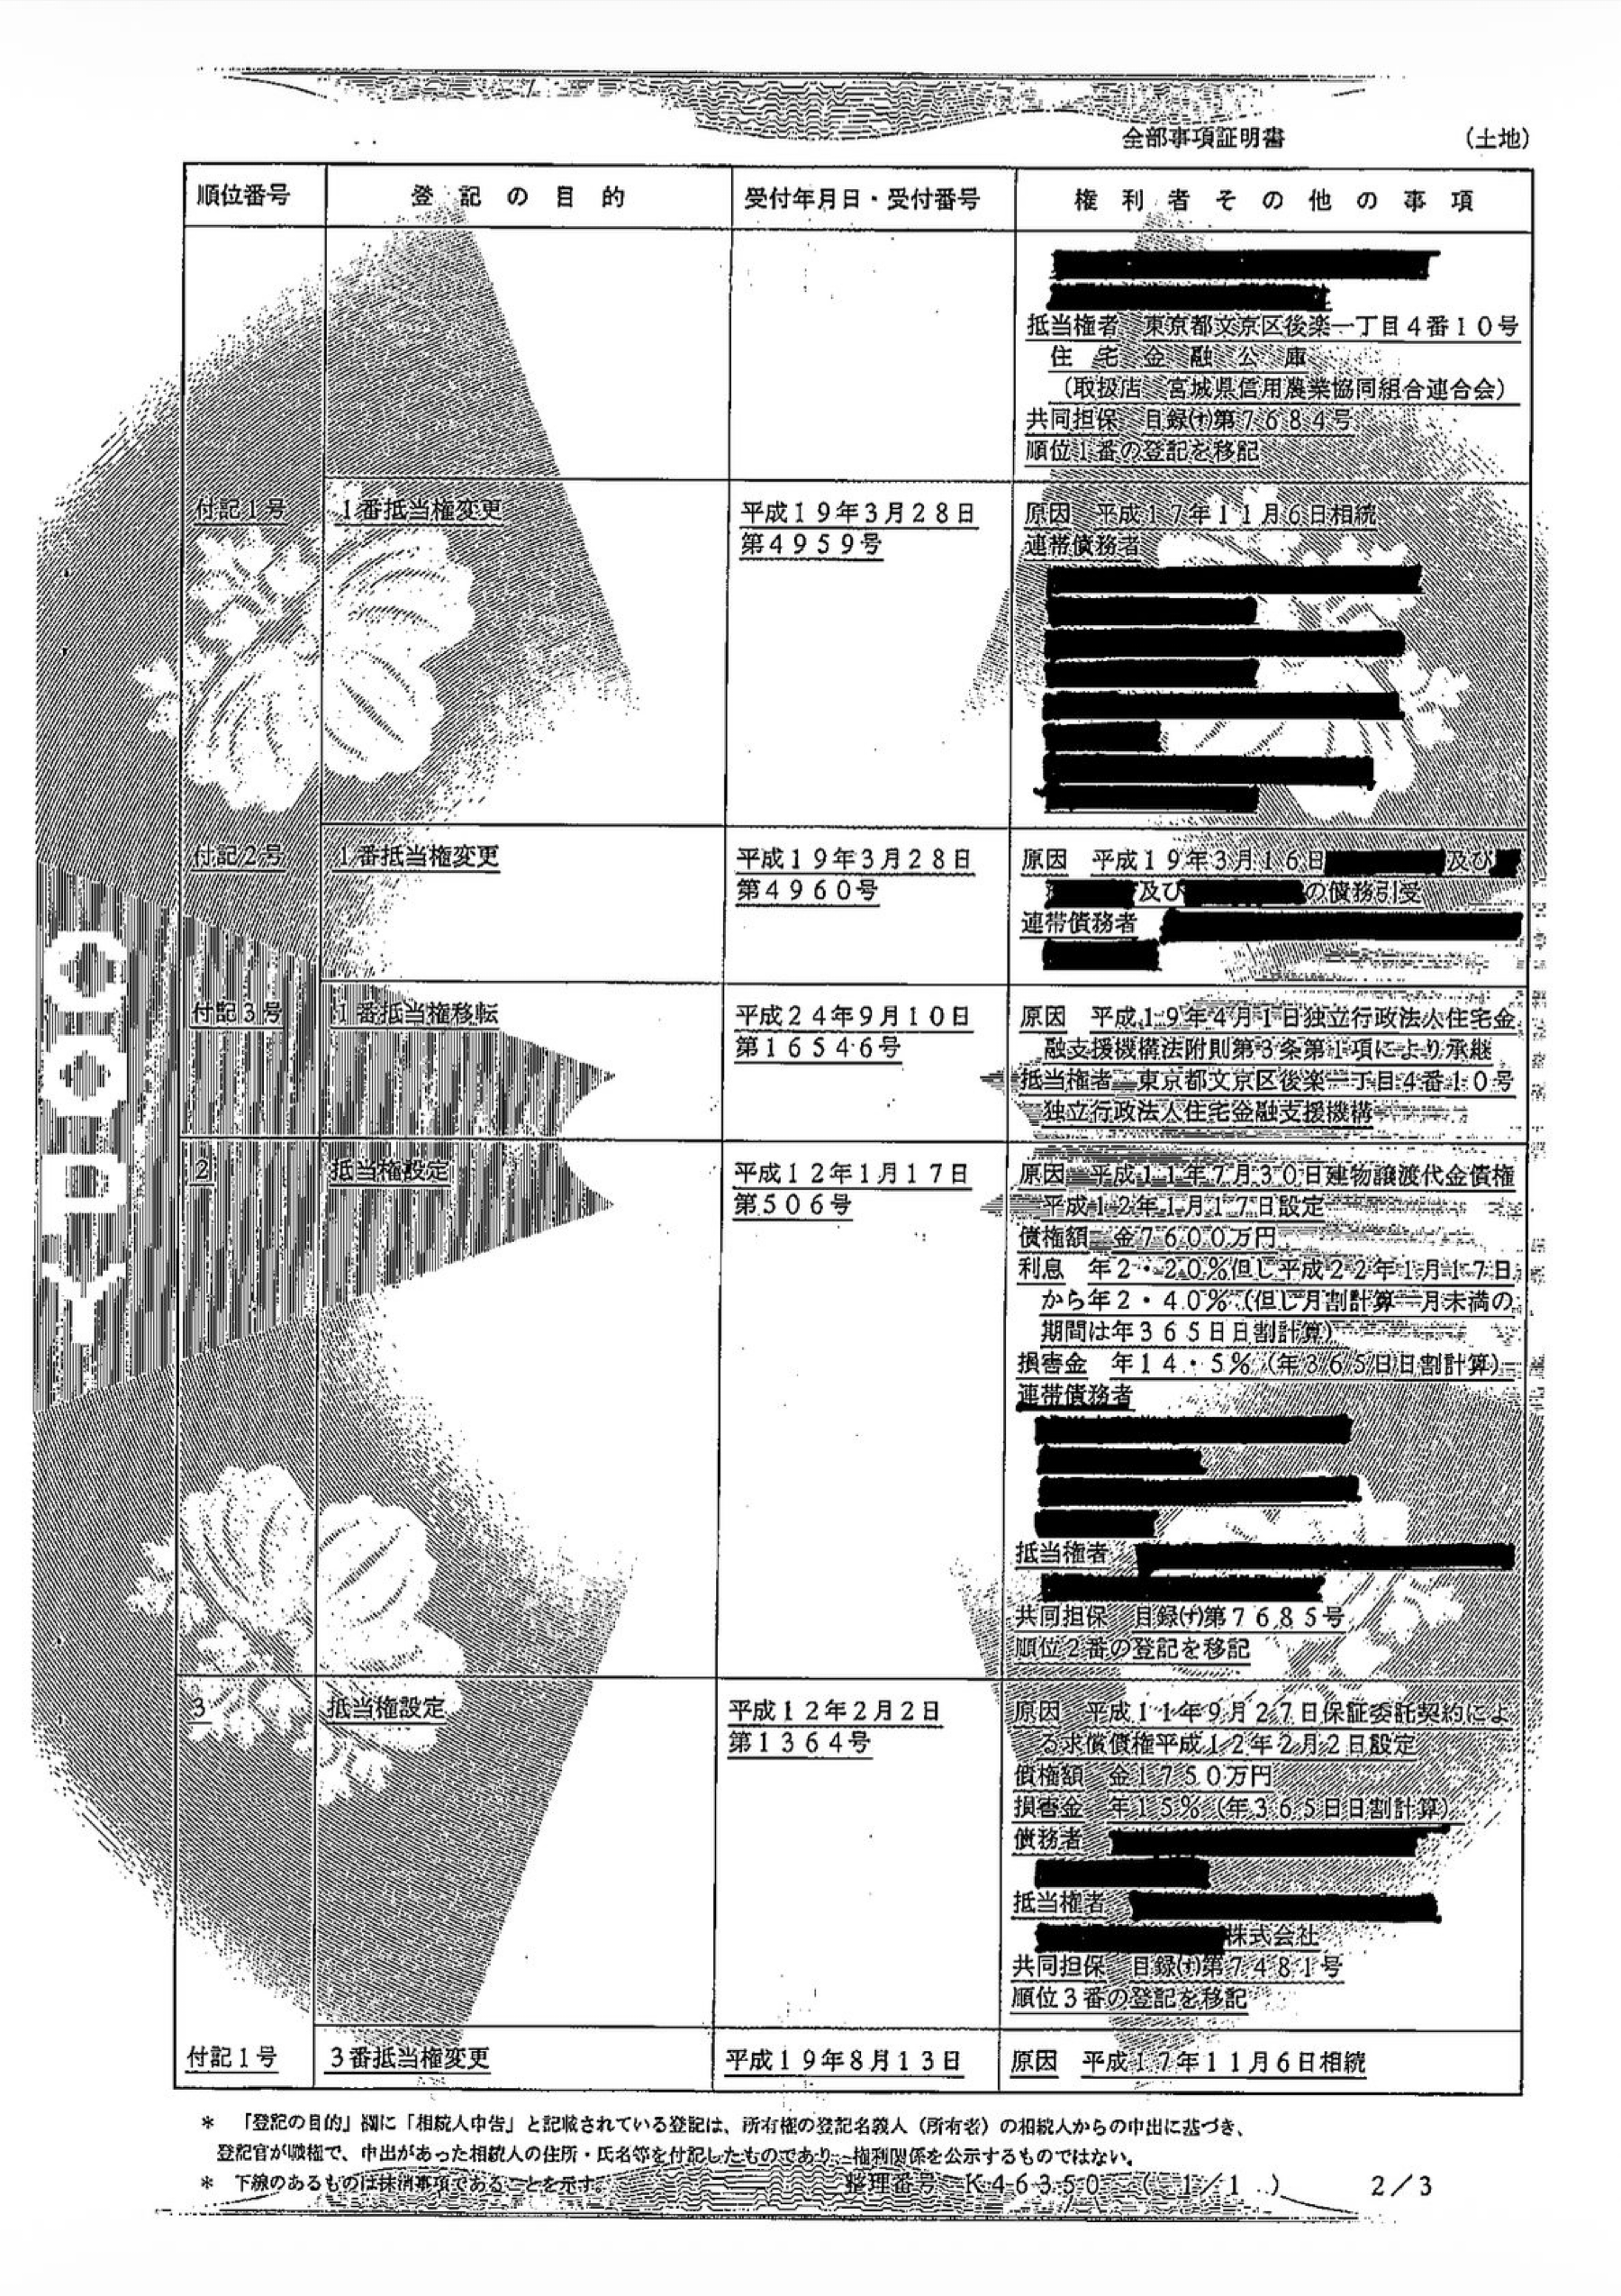 全部事項証明書 （土地）
順位番号 登記の目的 受付年月日・受付番号 権利者その他の事項
抵当権者 東京都文京区後楽一丁目４番１０号
住宅金融公庫
（取扱店 宮城県信用農業協同組合連合会）
共同担保 目録(ｻ)第７６８４号
順位１番の登記を移記
付記１号 １番抵当権変更 平成１９年３月２８日 原因 平成１７年１１月６日相続
第４９５９号 連帯債務者
付記２号 １番抵当権変更 平成１９年３月２８日 原因 平成１９年３月１６日 及び
第４９６０号 及び の債務引受
連帯債務者
付記３号 １番抵当権移転 平成２４年９月１０日 原因 平成１９年４月１日独立行政法人住宅金
第１６５４６号 融支援機構法附則第３条第１項により承継
抵当権者 東京都文京区後楽一丁目４番１０号
独立行政法人住宅金融支援機構
２ 抵当権設定 平成１２年１月１７日 原因 平成１１年７月３０日建物譲渡代金債権
第５０６号 平成１２年１月１７日設定
債権額 金７６００万円
利息 年２・２０％但し平成２２年１月１７日
から年２・４０％（但し月割計算一月未満の
期間は年３６５日日割計算）
損害金 年１４・５％（年３６５日日割計算）
連帯債務者
抵当権者
共同担保 目録(ｻ)第７６８５号
順位２番の登記を移記
３ 抵当権設定 平成１２年２月２日 原因 平成１１年９月２７日保証委託契約によ
第１３６４号 る求償債権平成１２年２月２日設定
債権額 金１７５０万円
損害金 年１５％（年３６５日日割計算）
債務者
抵当権者
株式会社
共同担保 目録(ｻ)第７４８１号
順位３番の登記を移記
付記１号 ３番抵当権変更 平成１９年８月１３日 原因 平成１７年１１月６日相続
＊ 「登記の目的」欄に「相続人申告」と記載されている登記は、所有権の登記名義人（所有者）の相続人からの申出に基づき、
登記官が職権で、申出があった相続人の住所・氏名等を付記したものであり、権利関係を公示するものではない。
＊ 下線のあるものは抹消事項であることを示す。
整理番号 Ｋ４６３５０ （ １／１ ） ２／３